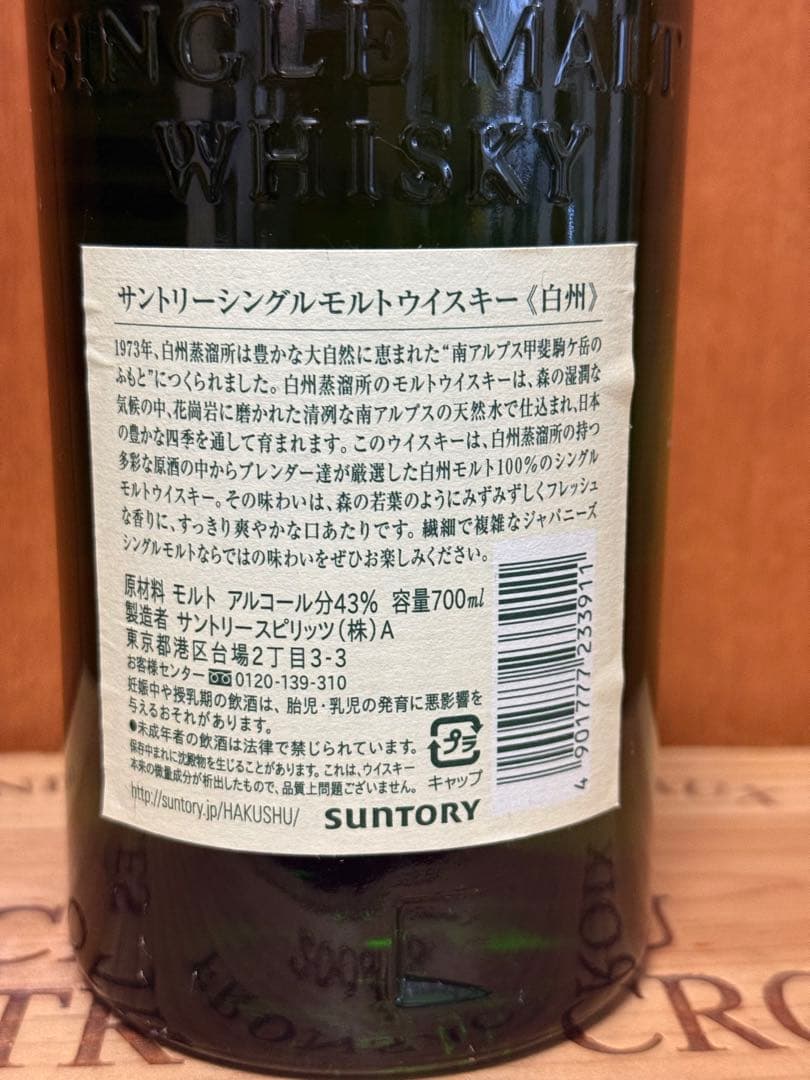 SINGLE MALT
WHISKY
サントリーシングルモルトウイスキー《白州》
1973年、白州蒸溜所は豊かな大自然に恵まれた“南アルプス甲斐駒ケ岳の
ふもと”につくられました。白州蒸溜所のモルトウイスキーは、森の湿潤な
気候の中、花崗岩に磨かれた清冽な南アルプスの天然水で仕込まれ、日本
の豊かな四季を通して育まれます。このウイスキーは、白州蒸溜所の持つ
多彩な原酒の中からブレンダー達が厳選した白州モルト100%のシングル
モルトウイスキー。その味わいは、森の若葉のようにみずみずしくフレッシュ
な香りに、すっきり爽やかな口あたりです。繊細で複雑なジャパニーズ
シングルモルトならではの味わいをぜひお楽しみください。
原材料 モルト アルコール分43% 容量700ml
製造者 サントリースピリッツ(株)A
東京都港区台場2丁目3-3
お客様センター 0120-139-310
妊娠中や授乳期の飲酒は、胎児・乳児の発育に悪影響を
与えるおそれがあります。
●未成年者の飲酒は法律で禁じられています。
保存中まれに沈殿物を生じることがあります。これは、ウイスキー
本来の微量成分が析出したもので、品質上問題ございません。
プラ
キャップ
http://suntory.jp/HAKUSHU/
SUNTORY
4 901777 233911
CRO